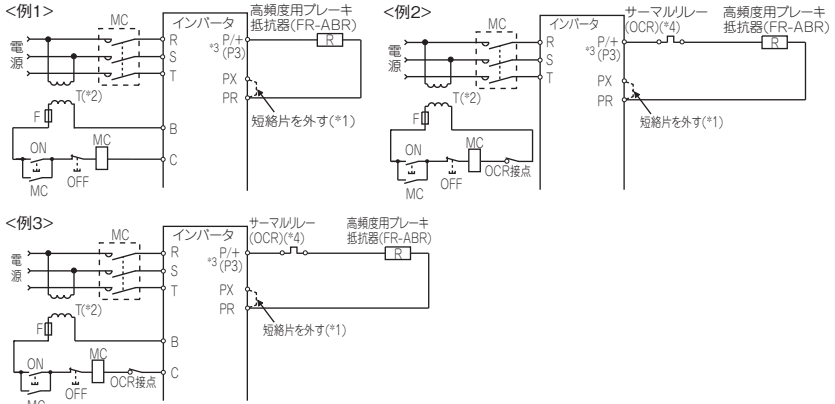 <例1>
MC
インバータ
高頻度用ブレーキ
抵抗器(FR-ABR)
電源
R
S
T
*3
P/+
(P3)
PX
PR
R
T(*2)
短絡片を外す(*1)
F
B
C
ON
OFF
MC
MC
<例2>
MC
インバータ
サーマルリレー
(OCR)(*4)
高頻度用ブレーキ
抵抗器(FR-ABR)
電源
R
S
T
*3
P/+
(P3)
PX
PR
R
T(*2)
短絡片を外す(*1)
F
ON
OFF
MC
MC
OCR接点
<例3>
MC
インバータ
サーマルリレー
(OCR)(*4)
高頻度用ブレーキ
抵抗器(FR-ABR)
電源
R
S
T
*3
P/+
(P3)
PX
PR
R
T(*2)
短絡片を外す(*1)
F
B
C
ON
OFF
MC
OCR接点
MC